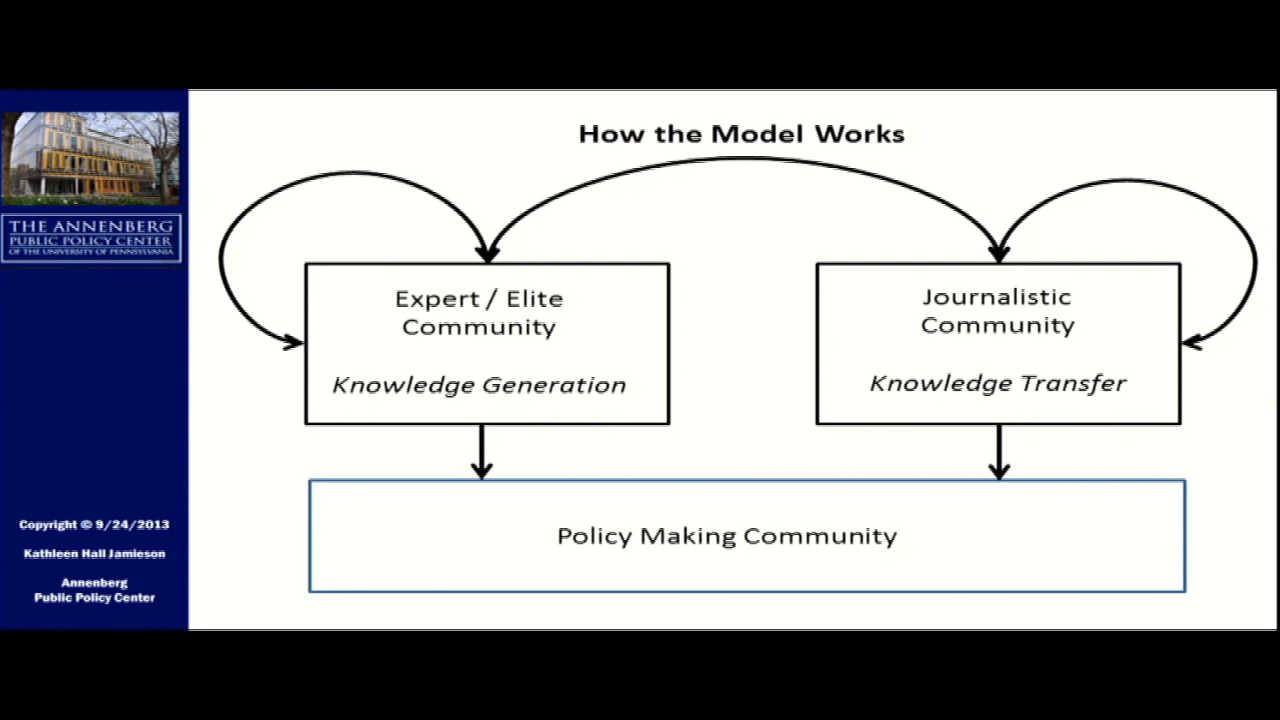 How the Model Works
THE ANNENBERG
PUBLIC POLICY CENTER
OF THE UNIVERSITY OF PENNSYLVANIA
Expert / Elite
Community
Knowledge Generation
Journalistic
Community
Knowledge Transfer
Policy Making Community
Copyright © 9/24/2013
Kathleen Hall Jamieson
Annenberg
Public Policy Center